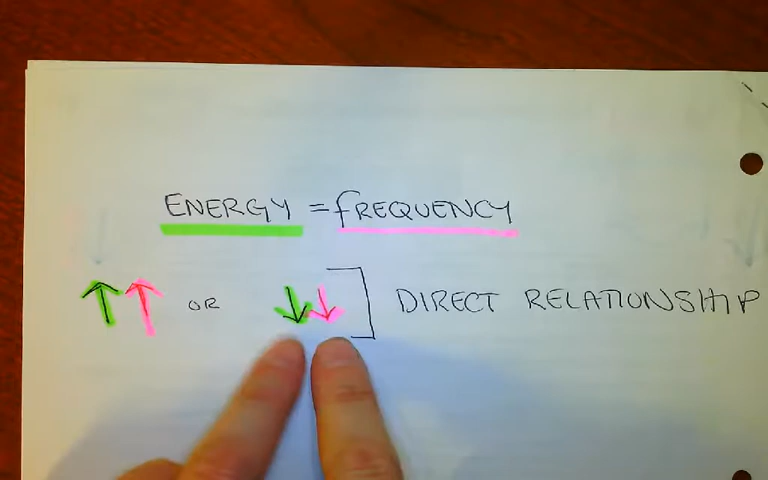 ENERGY = fREQUENCY
↑↑ OR ↓↓ ] DIRECT RELATIONSHIP